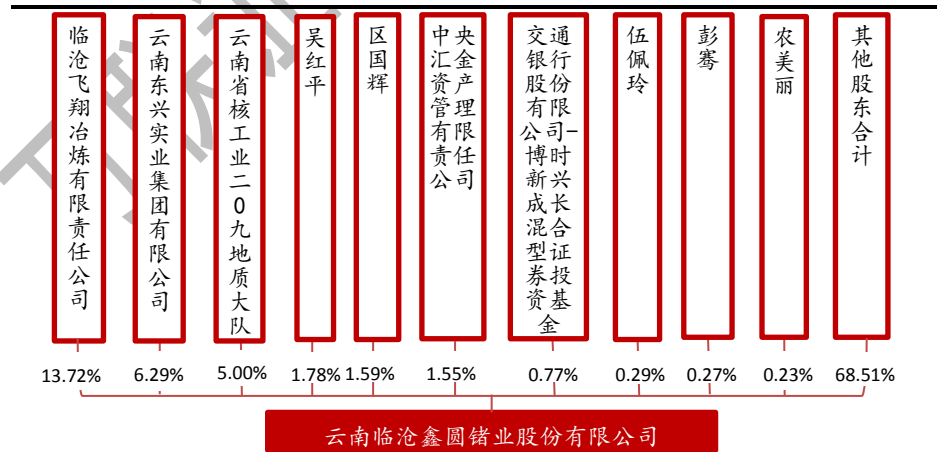 临沧飞翔冶炼有限责任公司
云南东兴实业集团有限公司
云南省核工业二0九地质大队
吴红平
区国辉
中央汇金资产管理有限责任公司
交通银行股份有限公司-博时新兴成长混合型证券投资基金
伍佩玲
彭骞
农美丽
其他股东合计
13.72%
6.29%
5.00%
1.78%
1.59%
1.55%
0.77%
0.29%
0.27%
0.23%
68.51%
云南临沧鑫圆锗业股份有限公司